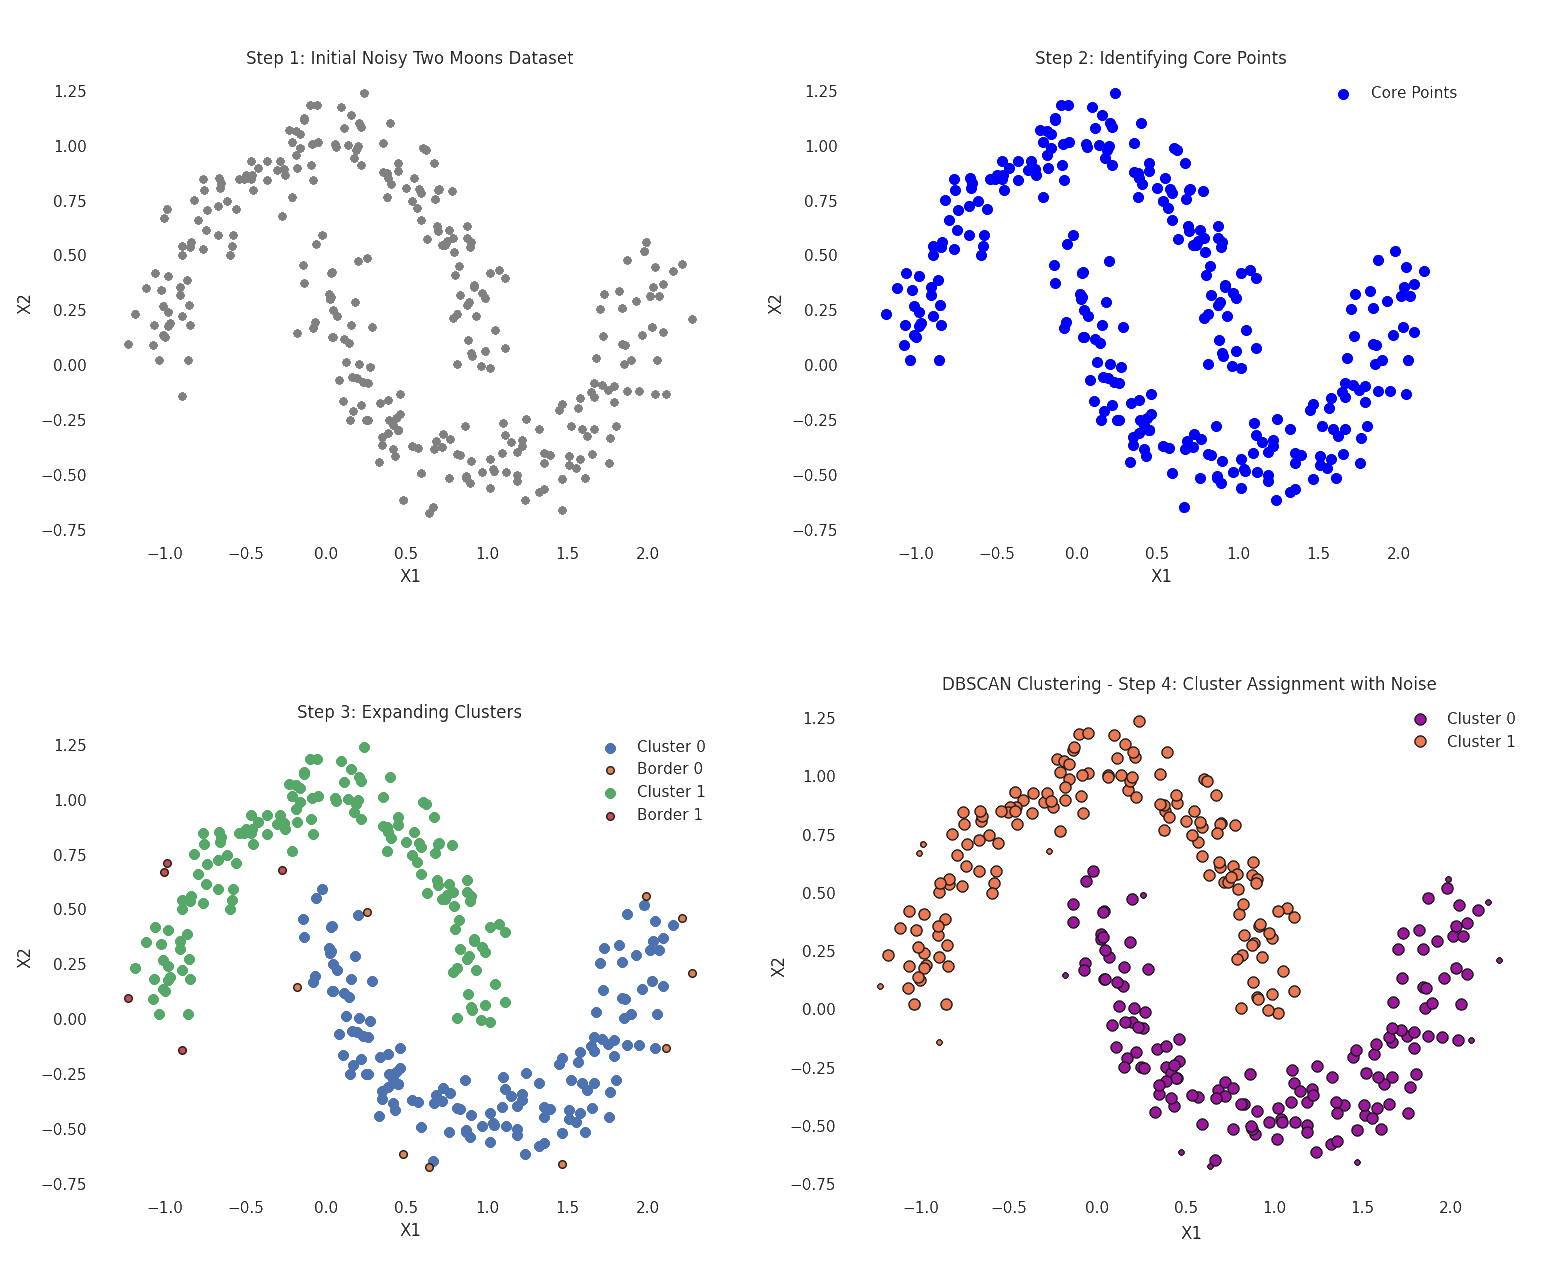 Step 1: Initial Noisy Two Moons Dataset
1.25
1.00
0.75
0.50
0.25
0.00
−0.25
−0.50
−0.75
X2
−1.0 −0.5 0.0 0.5 1.0 1.5 2.0
X1
Step 2: Identifying Core Points
Core Points
1.25
1.00
0.75
0.50
0.25
0.00
−0.25
−0.50
−0.75
X2
−1.0 −0.5 0.0 0.5 1.0 1.5 2.0
X1
Step 3: Expanding Clusters
Cluster 0
Border 0
Cluster 1
Border 1
1.25
1.00
0.75
0.50
0.25
0.00
−0.25
−0.50
−0.75
X2
−1.0 −0.5 0.0 0.5 1.0 1.5 2.0
X1
DBSCAN Clustering - Step 4: Cluster Assignment with Noise
Cluster 0
Cluster 1
1.25
1.00
0.75
0.50
0.25
0.00
−0.25
−0.50
−0.75
X2
−1.0 −0.5 0.0 0.5 1.0 1.5 2.0
X1